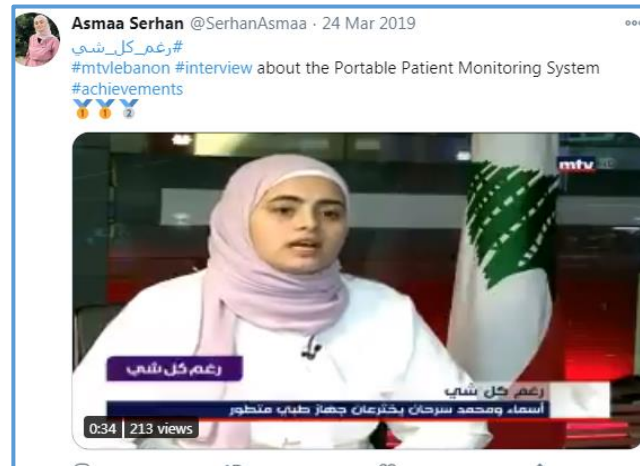 Asmaa Serhan @SerhanAsmaa · 24 Mar 2019
#رغم_كل_شي
#mtvlebanon #interview about the Portable Patient Monitoring System
#achievements
mtv
رغم كل شي
رغم كل شي
أسماء ومحمد سرحان يخترعان جهاز طبي متطور
0:34 213 views